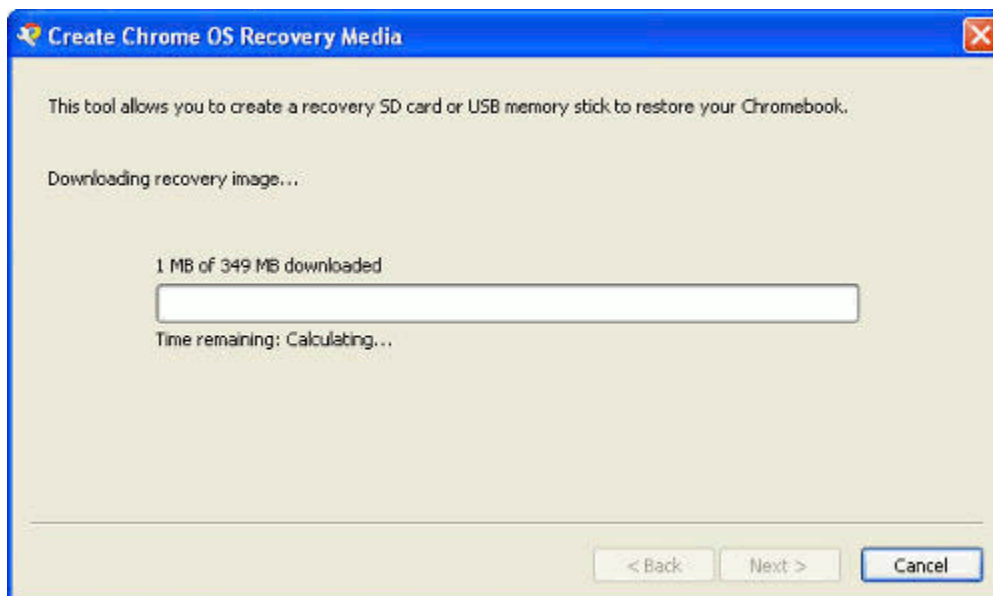 Create Chrome OS Recovery Media
This tool allows you to create a recovery SD card or USB memory stick to restore your Chromebook.
Downloading recovery image...
1 MB of 349 MB downloaded
Time remaining: Calculating...
< Back
Next >
Cancel